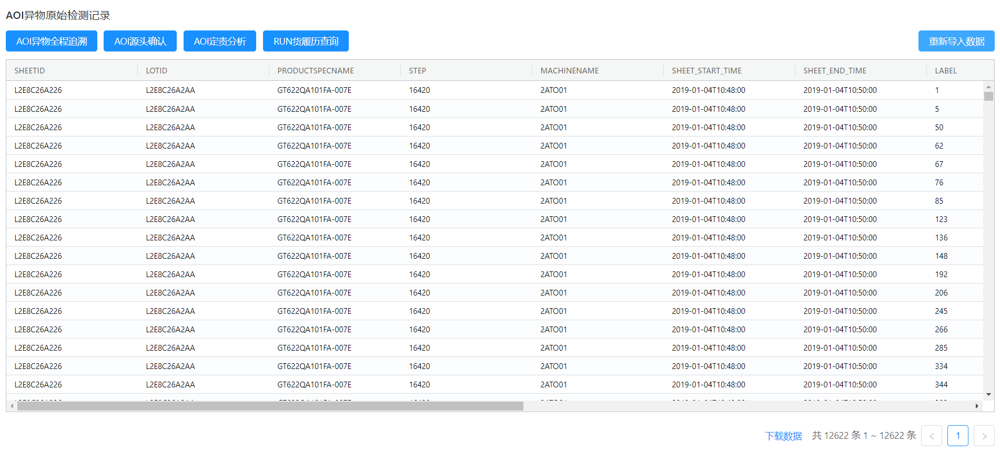 AOI异物原始检测记录
AOI异物全程追溯 AOI源头确认 AOI定责分析 RUN货履历查询 重新导入数据
SHEETID LOTID PRODUCTSPECNAME STEP MACHINENAME SHEET_START_TIME SHEET_END_TIME LABEL
L2E8C26A226 L2E8C26A2AA GT622QA101FA-007E 16420 2ATO01 2019-01-04T10:48:00 2019-01-04T10:50:00 1
L2E8C26A226 L2E8C26A2AA GT622QA101FA-007E 16420 2ATO01 2019-01-04T10:48:00 2019-01-04T10:50:00 5
L2E8C26A226 L2E8C26A2AA GT622QA101FA-007E 16420 2ATO01 2019-01-04T10:48:00 2019-01-04T10:50:00 50
L2E8C26A226 L2E8C26A2AA GT622QA101FA-007E 16420 2ATO01 2019-01-04T10:48:00 2019-01-04T10:50:00 62
L2E8C26A226 L2E8C26A2AA GT622QA101FA-007E 16420 2ATO01 2019-01-04T10:48:00 2019-01-04T10:50:00 67
L2E8C26A226 L2E8C26A2AA GT622QA101FA-007E 16420 2ATO01 2019-01-04T10:48:00 2019-01-04T10:50:00 76
L2E8C26A226 L2E8C26A2AA GT622QA101FA-007E 16420 2ATO01 2019-01-04T10:48:00 2019-01-04T10:50:00 85
L2E8C26A226 L2E8C26A2AA GT622QA101FA-007E 16420 2ATO01 2019-01-04T10:48:00 2019-01-04T10:50:00 123
L2E8C26A226 L2E8C26A2AA GT622QA101FA-007E 16420 2ATO01 2019-01-04T10:48:00 2019-01-04T10:50:00 136
L2E8C26A226 L2E8C26A2AA GT622QA101FA-007E 16420 2ATO01 2019-01-04T10:48:00 2019-01-04T10:50:00 148
L2E8C26A226 L2E8C26A2AA GT622QA101FA-007E 16420 2ATO01 2019-01-04T10:48:00 2019-01-04T10:50:00 192
L2E8C26A226 L2E8C26A2AA GT622QA101FA-007E 16420 2ATO01 2019-01-04T10:48:00 2019-01-04T10:50:00 206
L2E8C26A226 L2E8C26A2AA GT622QA101FA-007E 16420 2ATO01 2019-01-04T10:48:00 2019-01-04T10:50:00 245
L2E8C26A226 L2E8C26A2AA GT622QA101FA-007E 16420 2ATO01 2019-01-04T10:48:00 2019-01-04T10:50:00 266
L2E8C26A226 L2E8C26A2AA GT622QA101FA-007E 16420 2ATO01 2019-01-04T10:48:00 2019-01-04T10:50:00 285
L2E8C26A226 L2E8C26A2AA GT622QA101FA-007E 16420 2ATO01 2019-01-04T10:48:00 2019-01-04T10:50:00 334
L2E8C26A226 L2E8C26A2AA GT622QA101FA-007E 16420 2ATO01 2019-01-04T10:48:00 2019-01-04T10:50:00 344
下载数据 共 12622 条 1 ~ 12622 条 < 1 >